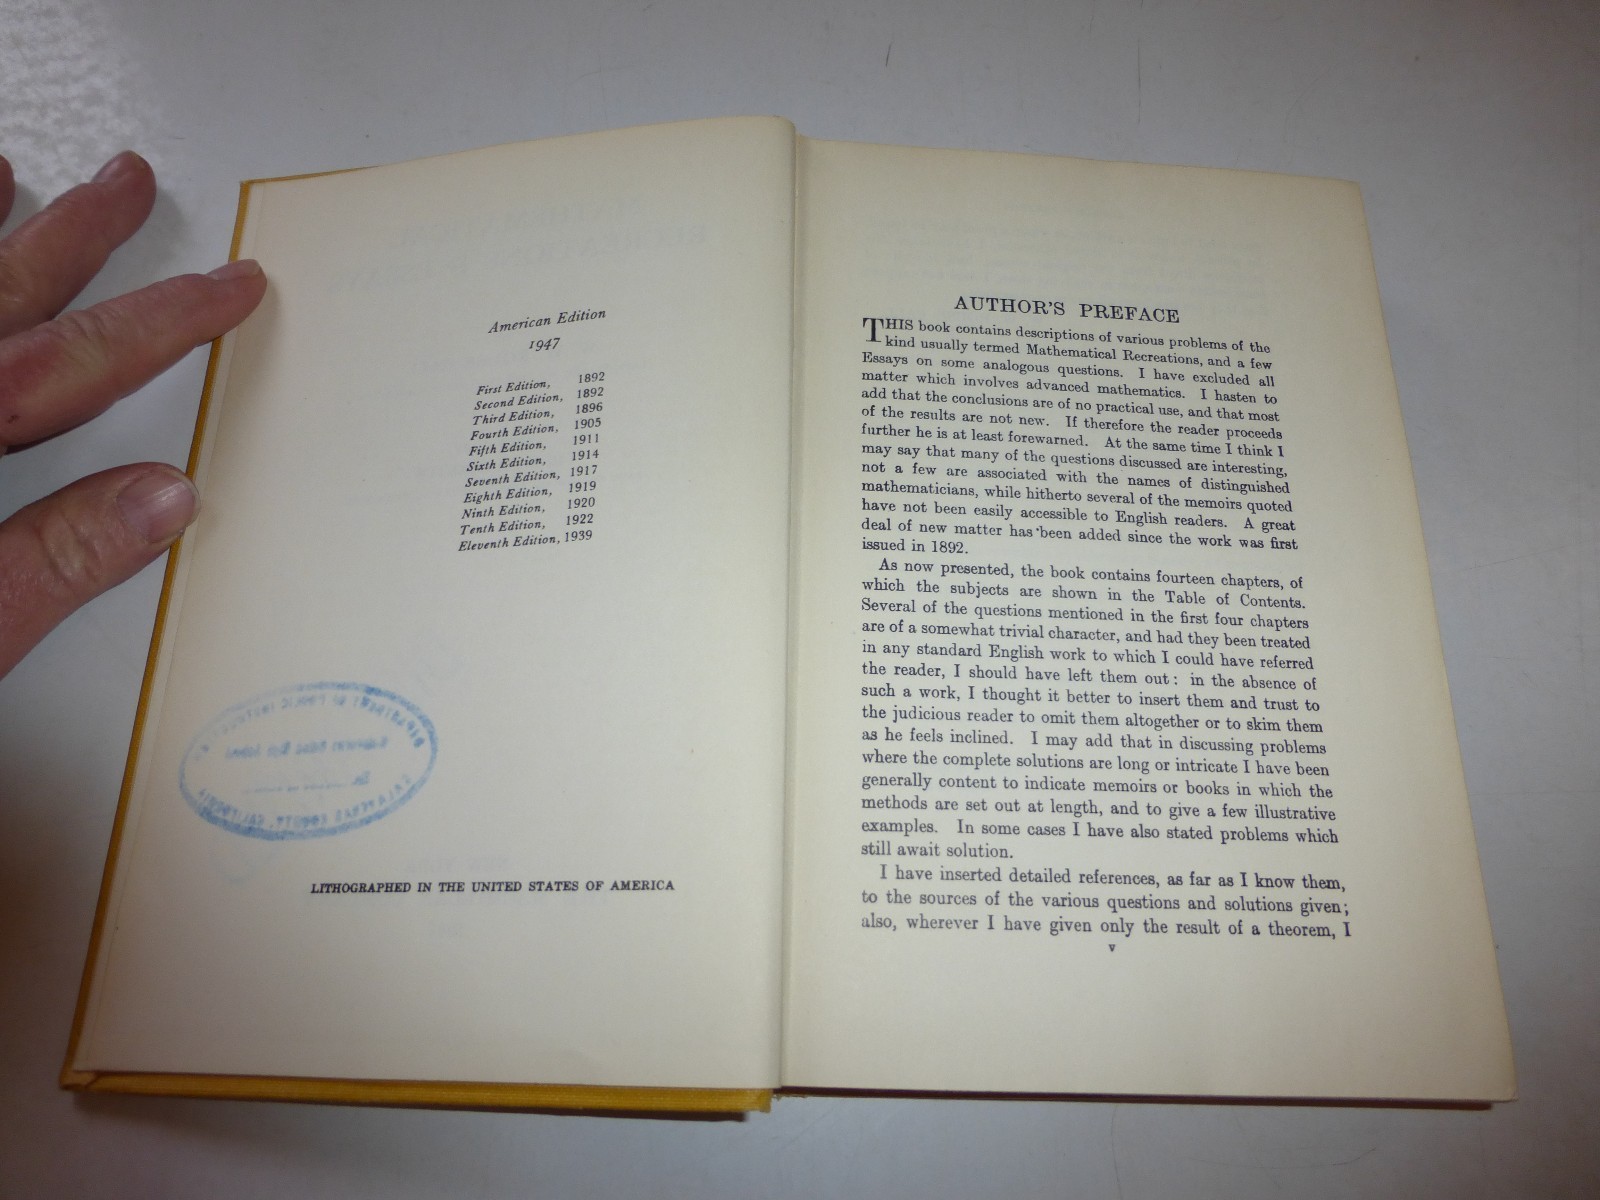 American Edition
1947
First Edition, 1892
Second Edition, 1892
Third Edition, 1896
Fourth Edition, 1905
Fifth Edition, 1911
Sixth Edition, 1914
Seventh Edition, 1917
Eighth Edition, 1919
Ninth Edition, 1920
Tenth Edition, 1922
Eleventh Edition, 1939
LITHOGRAPHED IN THE UNITED STATES OF AMERICA
AUTHOR'S PREFACE
THIS book contains descriptions of various problems of the
kind usually termed Mathematical Recreations, and a few
Essays on some analogous questions. I have excluded all
matter which involves advanced mathematics. I hasten to
add that the conclusions are of no practical use, and that most
of the results are not new. If therefore the reader proceeds
further he is at least forewarned. At the same time I think I
may say that many of the questions discussed are interesting,
not a few are associated with the names of distinguished
mathematicians, while hitherto several of the memoirs quoted
have not been easily accessible to English readers. A great
deal of new matter has been added since the work was first
issued in 1892.
As now presented, the book contains fourteen chapters, of
which the subjects are shown in the Table of Contents.
Several of the questions mentioned in the first four chapters
are of a somewhat trivial character, and had they been treated
in any standard English work to which I could have referred
the reader, I should have left them out: in the absence of
such a work, I thought it better to insert them and trust to
the judicious reader to omit them altogether or to skim them
as he feels inclined. I may add that in discussing problems
where the complete solutions are long or intricate I have been
generally content to indicate memoirs or books in which the
methods are set out at length, and to give a few illustrative
examples. In some cases I have also stated problems which
still await solution.
I have inserted detailed references, as far as I know them,
to the sources of the various questions and solutions given;
also, wherever I have given only the result of a theorem, I
v